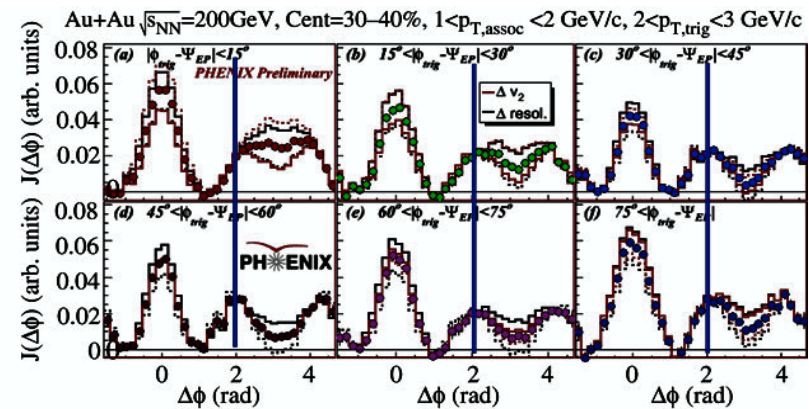 Au+Au √sNN=200GeV, Cent=30–40%, 1<pT,assoc <2 GeV/c, 2<pT,trig<3 GeV/c
(a) |ϕtrig -ΨEP|<15° (b) 15°<|ϕtrig -ΨEP|<30° (c) 30°<|ϕtrig -ΨEP|<45°
PHENIX Preliminary
Δ v2
Δ resol.
J(Δϕ) (arb. units)
0.08
0.06
0.04
0.02
0
(d) 45°<|ϕtrig -ΨEP|<60° (e) 60°<|ϕtrig -ΨEP|<75° (f) 75°<|ϕtrig -ΨEP|
PHENIX
J(Δϕ) (arb. units)
0.08
0.06
0.04
0.02
0
0 2 4 0 2 4 0 2 4
Δϕ (rad) Δϕ (rad) Δϕ (rad)